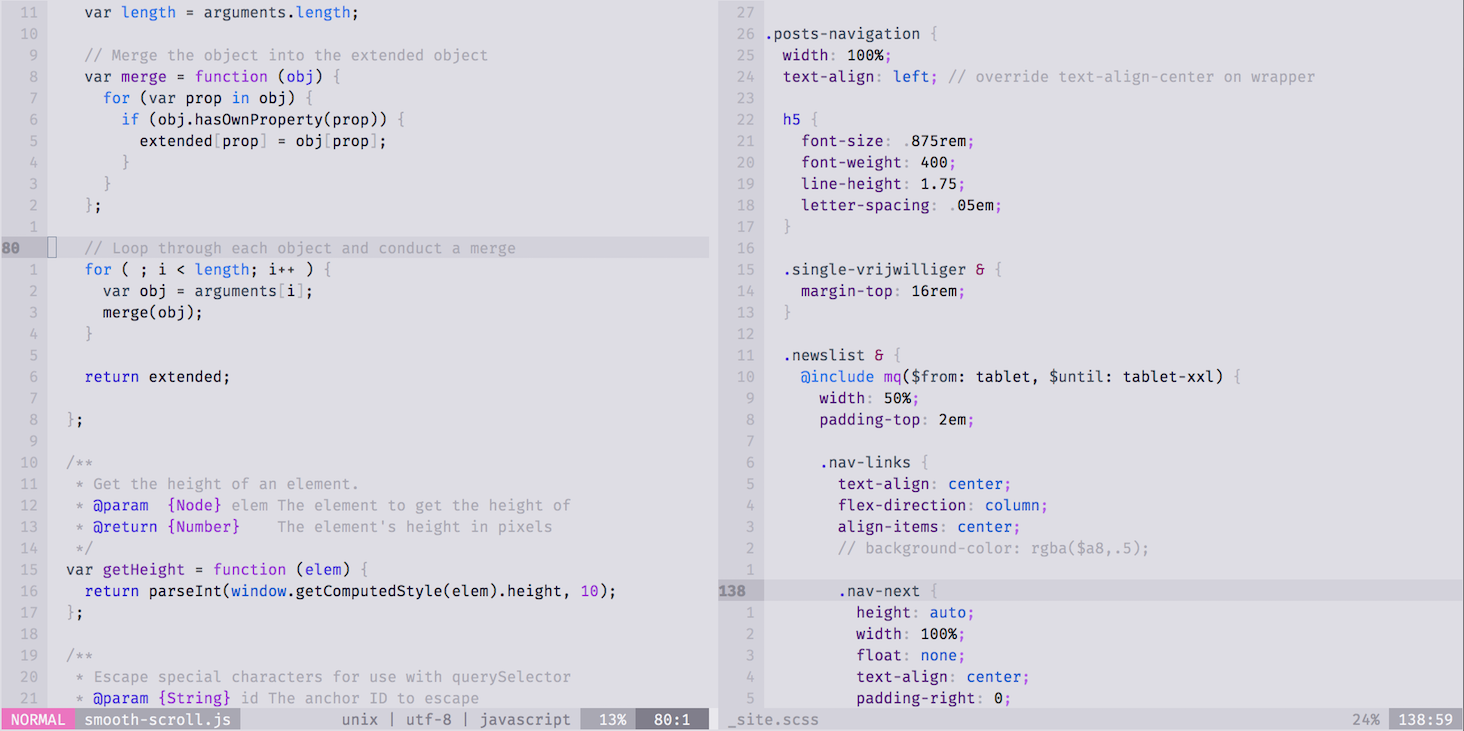 11    var length = arguments.length;
10
9    // Merge the object into the extended object
8    var merge = function (obj) {
7      for (var prop in obj) {
6        if (obj.hasOwnProperty(prop)) {
5          extended[prop] = obj[prop];
4        }
3      }
2    };
1
80    // Loop through each object and conduct a merge
1    for ( ; i < length; i++ ) {
2      var obj = arguments[i];
3      merge(obj);
4    }
5
6    return extended;
7
8  };
9
10  /**
11   * Get the height of an element.
12   * @param  {Node} elem The element to get the height of
13   * @return {Number}    The element's height in pixels
14   */
15  var getHeight = function (elem) {
16    return parseInt(window.getComputedStyle(elem).height, 10);
17  };
18
19  /**
20   * Escape special characters for use with querySelector
21   * @param {String} id The anchor ID to escape
NORMAL smooth-scroll.js unix | utf-8 | javascript 13% 80:1
27
26 .posts-navigation {
25   width: 100%;
24   text-align: left; // override text-align-center on wrapper
23
22   h5 {
21     font-size: .875rem;
20     font-weight: 400;
19     line-height: 1.75;
18     letter-spacing: .05em;
17   }
16
15   .single-vrijwilliger & {
14     margin-top: 16rem;
13   }
12
11   .newslist & {
10     @include mq($from: tablet, $until: tablet-xxl) {
9       width: 50%;
8       padding-top: 2em;
7
6       .nav-links {
5         text-align: center;
4         flex-direction: column;
3         align-items: center;
2         // background-color: rgba($a8,.5);
1
138         .nav-next {
1           height: auto;
2           width: 100%;
3           float: none;
4           text-align: center;
5           padding-right: 0;
_site.scss 24% 138:59